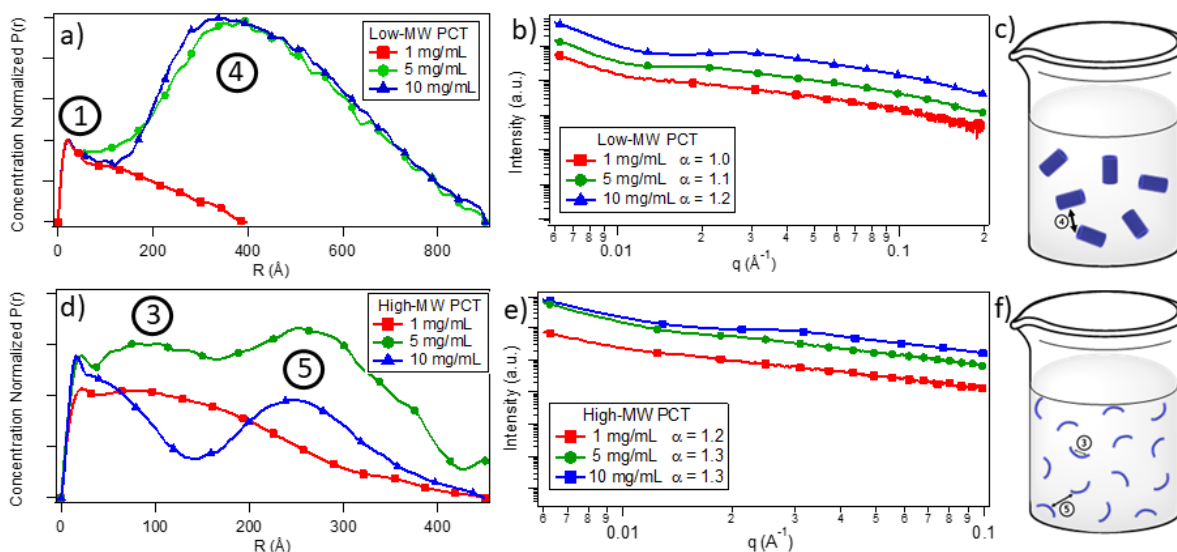 a)
Concentration Normalized P(r)
1
4
Low-MW PCT
1 mg/mL
5 mg/mL
10 mg/mL
0 200 400 600 800
R (Å)
b)
Intensity (a.u.)
Low-MW PCT
1 mg/mL α = 1.0
5 mg/mL α = 1.1
10 mg/mL α = 1.2
6 7 8 9 0.01 2 3 4 5 6 7 8 9 0.1 2
q (Å⁻¹)
c)
4
d)
Concentration Normalized P(r)
3
5
High-MW PCT
1 mg/mL
5 mg/mL
10 mg/mL
0 100 200 300 400
R (Å)
e)
Intensity (a.u.)
High-MW PCT
1 mg/mL α = 1.2
5 mg/mL α = 1.3
10 mg/mL α = 1.3
6 7 8 9 0.01 2 3 4 5 6 7 8 9 0.1
q (A⁻¹)
f)
3
5